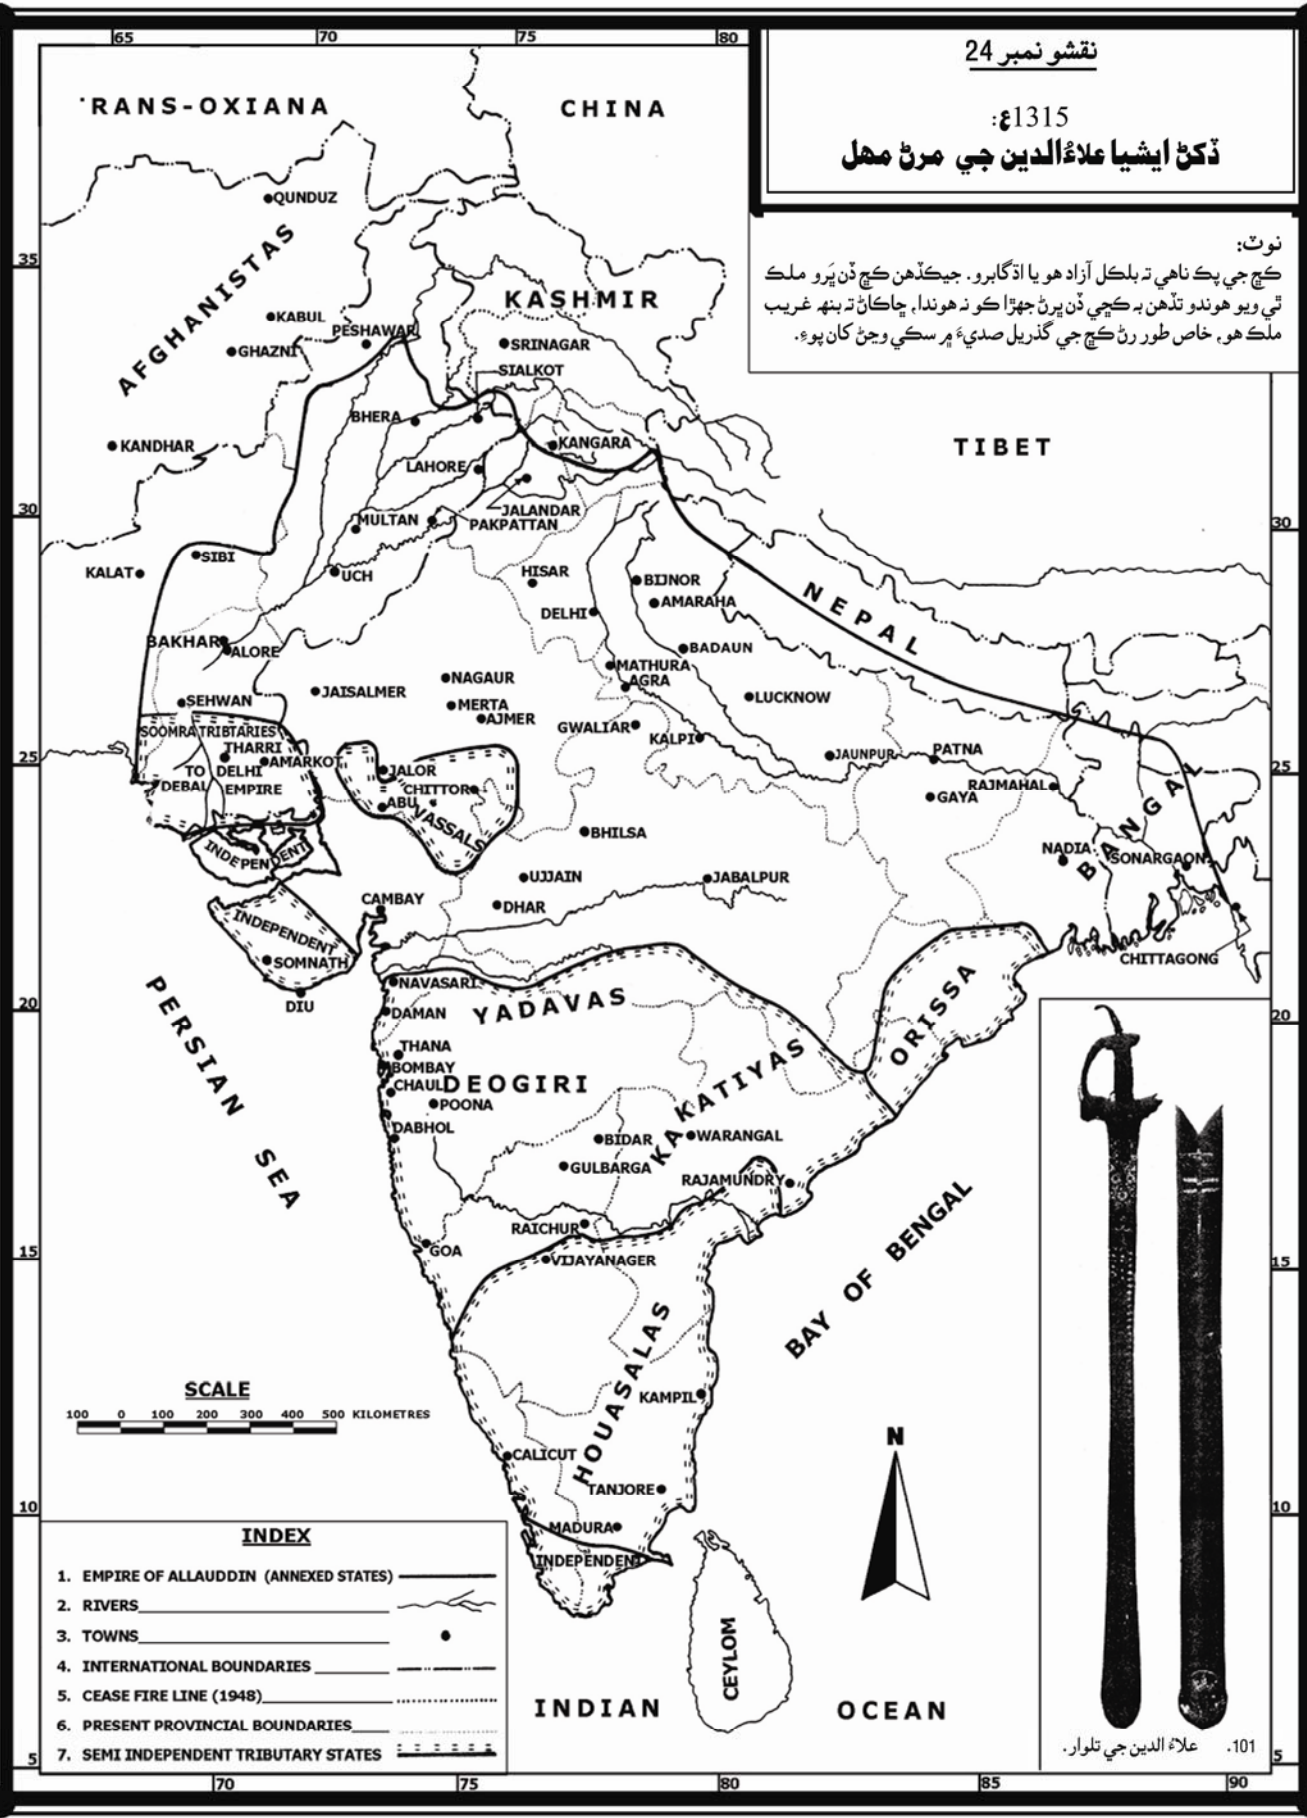 65 70 75 80
نقشو نمبر 24
1315ع:
ڏکڻ ايشيا علاءُالدين جي مرڻ مهل
نوٽ:
ڪڇ جي پڪ ناهي تہ بلڪل آزاد هو يا اڌ گابرو. جيڪڏهن ڪڇ ڏن ڀَرو ملڪ
ٿي ويو هوندو تڏهن بہ ڪڇي ڏن ڀرڻ جهڙا ڪو نہ هوندا، ڇاڪاڻ تہ بنهہ غريب
ملڪ هو، خاص طور رڻ ڪڇ جي گذريل صديءَ ۾ سڪي وڃڻ کان پوءِ.
RANS-OXIANA
CHINA
QUNDUZ
AFGHANISTAS
35
KASHMIR
KABUL
PESHAWAR
GHAZNI
SRINAGAR
SIALKOT
BHERA
KANDHAR
KANGARA
TIBET
LAHORE
JALANDAR
30
MULTAN
PAKPATTAN
30
SIBI
KALAT
UCH
HISAR
BIJNOR
NEPAL
AMARAHA
DELHI
BAKHAR
ALORE
BADAUN
MATHURA
NAGAUR
AGRA
SEHWAN
JAISALMER
MERTA
LUCKNOW
AJMER
GWALIAR
SOOMRA TRIBTARIES
KALPI
THARRI
JAUNPUR
PATNA
25
AMARKOT
25
TO DELHI
JALOR
DEBAL
EMPIRE
CHITTOR
RAJMAHAL
ABU
GAYA
VASSALS
BENGAL
BHILSA
INDEPENDENT
NADIA
SONARGAON
UJJAIN
JABALPUR
CAMBAY
DHAR
INDEPENDENT
CHITTAGONG
SOMNATH
NAVASARI
YADAVAS
ORISSA
DIU
20
DAMAN
20
PERSIAN SEA
THANA
KAKATIYAS
BOMBAY
CHAUL
DEOGIRI
POONA
DABHOL
BIDAR
WARANGAL
GULBARGA
RAJAMUNDRY
RAICHUR
GOA
15
VIJAYANAGER
15
BAY OF BENGAL
HOUASALAS
SCALE
KAMPIL
100 0 100 200 300 400 500 KILOMETRES
N
CALICUT
TANJORE
10
10
MADURA
INDEPENDENT
INDEX
1. EMPIRE OF ALLAUDDIN (ANNEXED STATES)
2. RIVERS
3. TOWNS
4. INTERNATIONAL BOUNDARIES
5. CEASE FIRE LINE (1948)
6. PRESENT PROVINCIAL BOUNDARIES
7. SEMI INDEPENDENT TRIBUTARY STATES
CEYLOM
INDIAN OCEAN
101. علاءُ الدين جي تلوار.
5
5
70 75 80 85 90